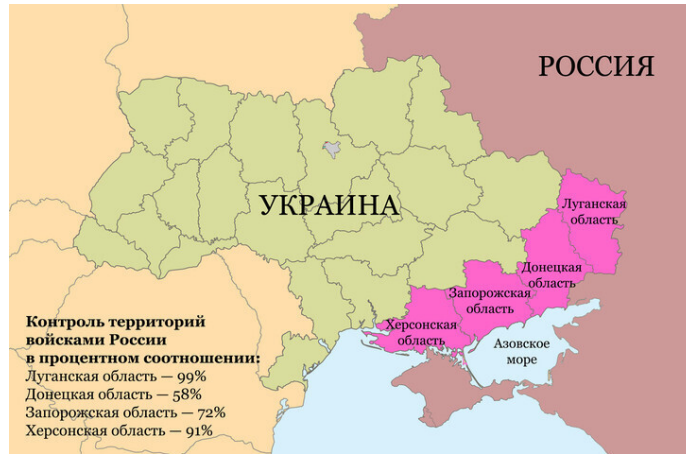 РОССИЯ
УКРАИНА
Луганская
область
Донецкая
область
Запорожская
область
Херсонская
область
Азовское
море
Контроль территорий
войсками России
в процентном соотношении:
Луганская область — 99%
Донецкая область — 58%
Запорожская область — 72%
Херсонская область — 91%